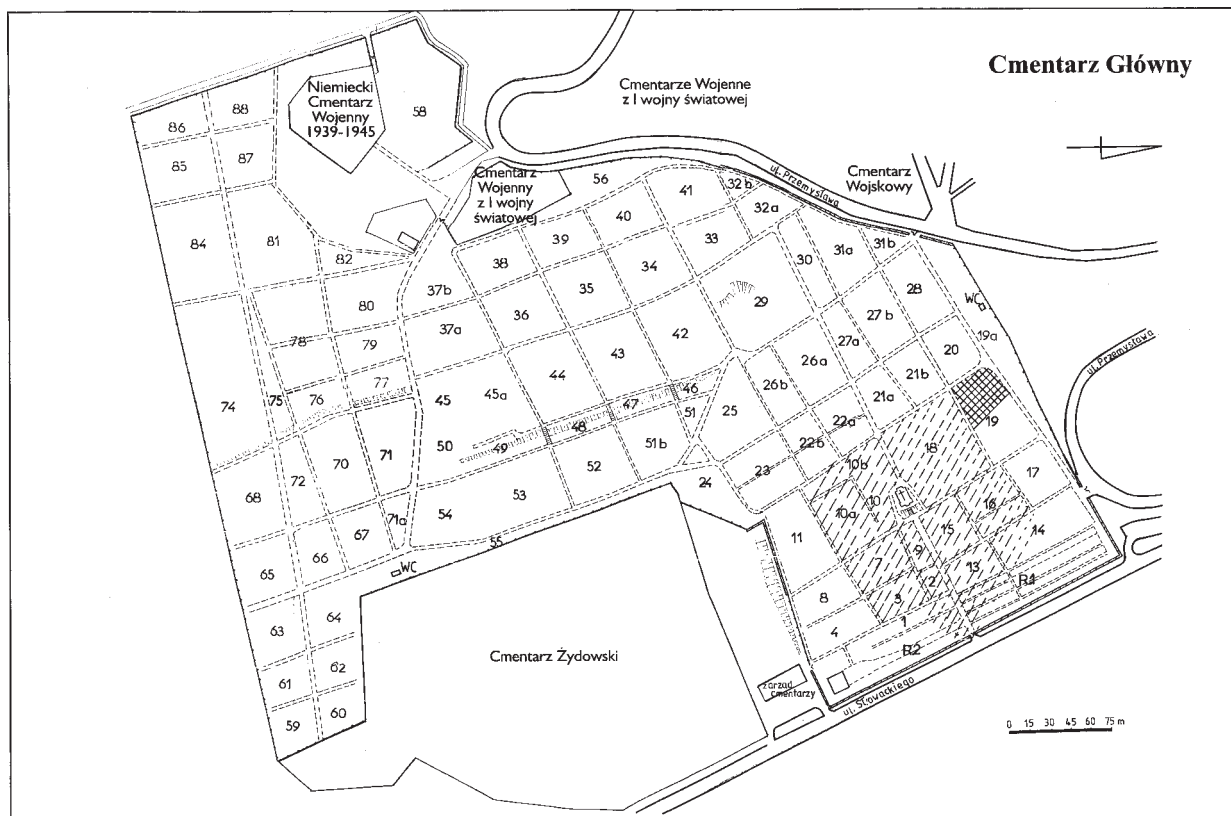 Cmentarz Główny
Cmentarze Wojenne
z I wojny światowej
Niemiecki
Cmentarz
Wojenny
1939-1945
58
88
86
87
85
Cmentarz
Wojenny
z I wojny
światowej
Cmentarz
Wojskowy
ul. Przemysława
56
41
32b
32a
40
39
33
31a
31b
30
84
81
82
38
34
35
29
28
37b
36
80
37a
42
27b
WC
19a
ul. Przemysława
78
79
43
27a
20
26a
44
26b
21b
77
76
75
74
45
45a
46
47
25
21a
51
19
48
22a
18
50
49
51b
22b
71
70
72
68
52
23
10b
17
53
24
10
16
54
10a
71a
67
11
15
14
55
66
WC
65
9
7
13
8
2
R1
64
3
63
4
1
Cmentarz Żydowski
R2
62
61
zarząd
cmentarzy
ul. Słowackiego
60
59
0 15 30 45 60 75 m